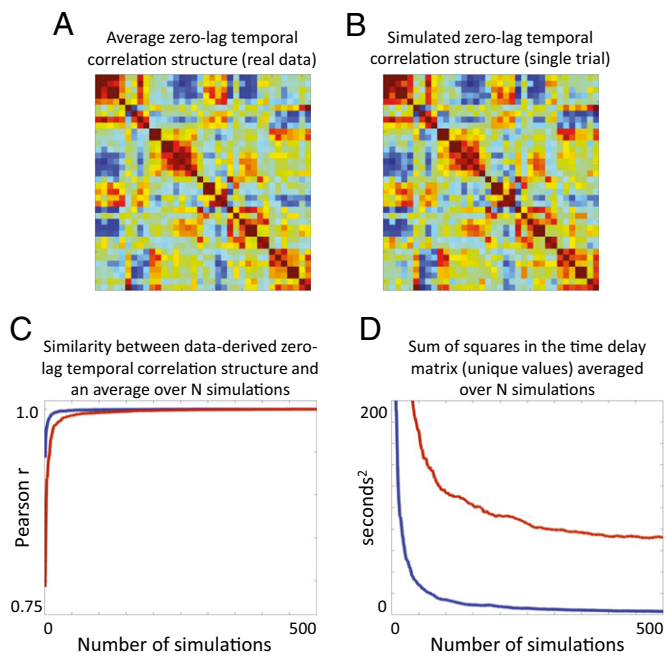 A
Average zero-lag temporal
correlation structure (real data)
B
Simulated zero-lag temporal
correlation structure (single trial)
C
Similarity between data-derived zero-
lag temporal correlation structure and
an average over N simulations
1.0
Pearson r
0.75
0
500
Number of simulations
D
Sum of squares in the time delay
matrix (unique values) averaged
over N simulations
200
seconds²
0
0
500
Number of simulations